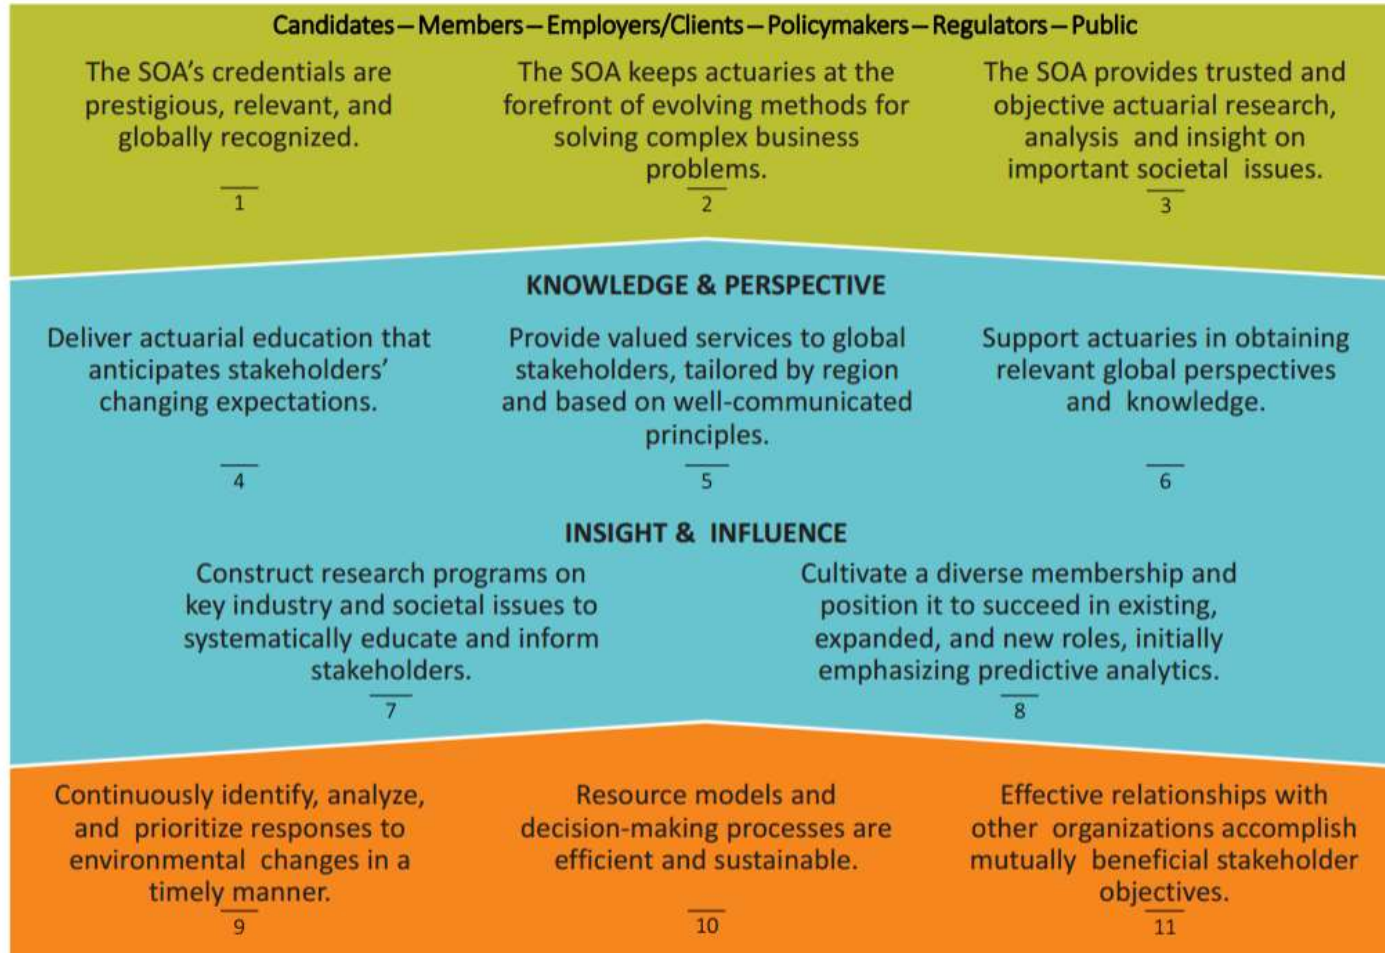 Candidates – Members – Employers/Clients – Policymakers – Regulators – Public
The SOA's credentials are
prestigious, relevant, and
globally recognized.
1
The SOA keeps actuaries at the
forefront of evolving methods for
solving complex business
problems.
2
The SOA provides trusted and
objective actuarial research,
analysis and insight on
important societal issues.
3
KNOWLEDGE & PERSPECTIVE
Deliver actuarial education that
anticipates stakeholders'
changing expectations.
4
Provide valued services to global
stakeholders, tailored by region
and based on well-communicated
principles.
5
Support actuaries in obtaining
relevant global perspectives
and knowledge.
6
INSIGHT & INFLUENCE
Construct research programs on
key industry and societal issues to
systematically educate and inform
stakeholders.
7
Cultivate a diverse membership and
position it to succeed in existing,
expanded, and new roles, initially
emphasizing predictive analytics.
8
Continuously identify, analyze,
and prioritize responses to
environmental changes in a
timely manner.
9
Resource models and
decision-making processes are
efficient and sustainable.
10
Effective relationships with
other organizations accomplish
mutually beneficial stakeholder
objectives.
11